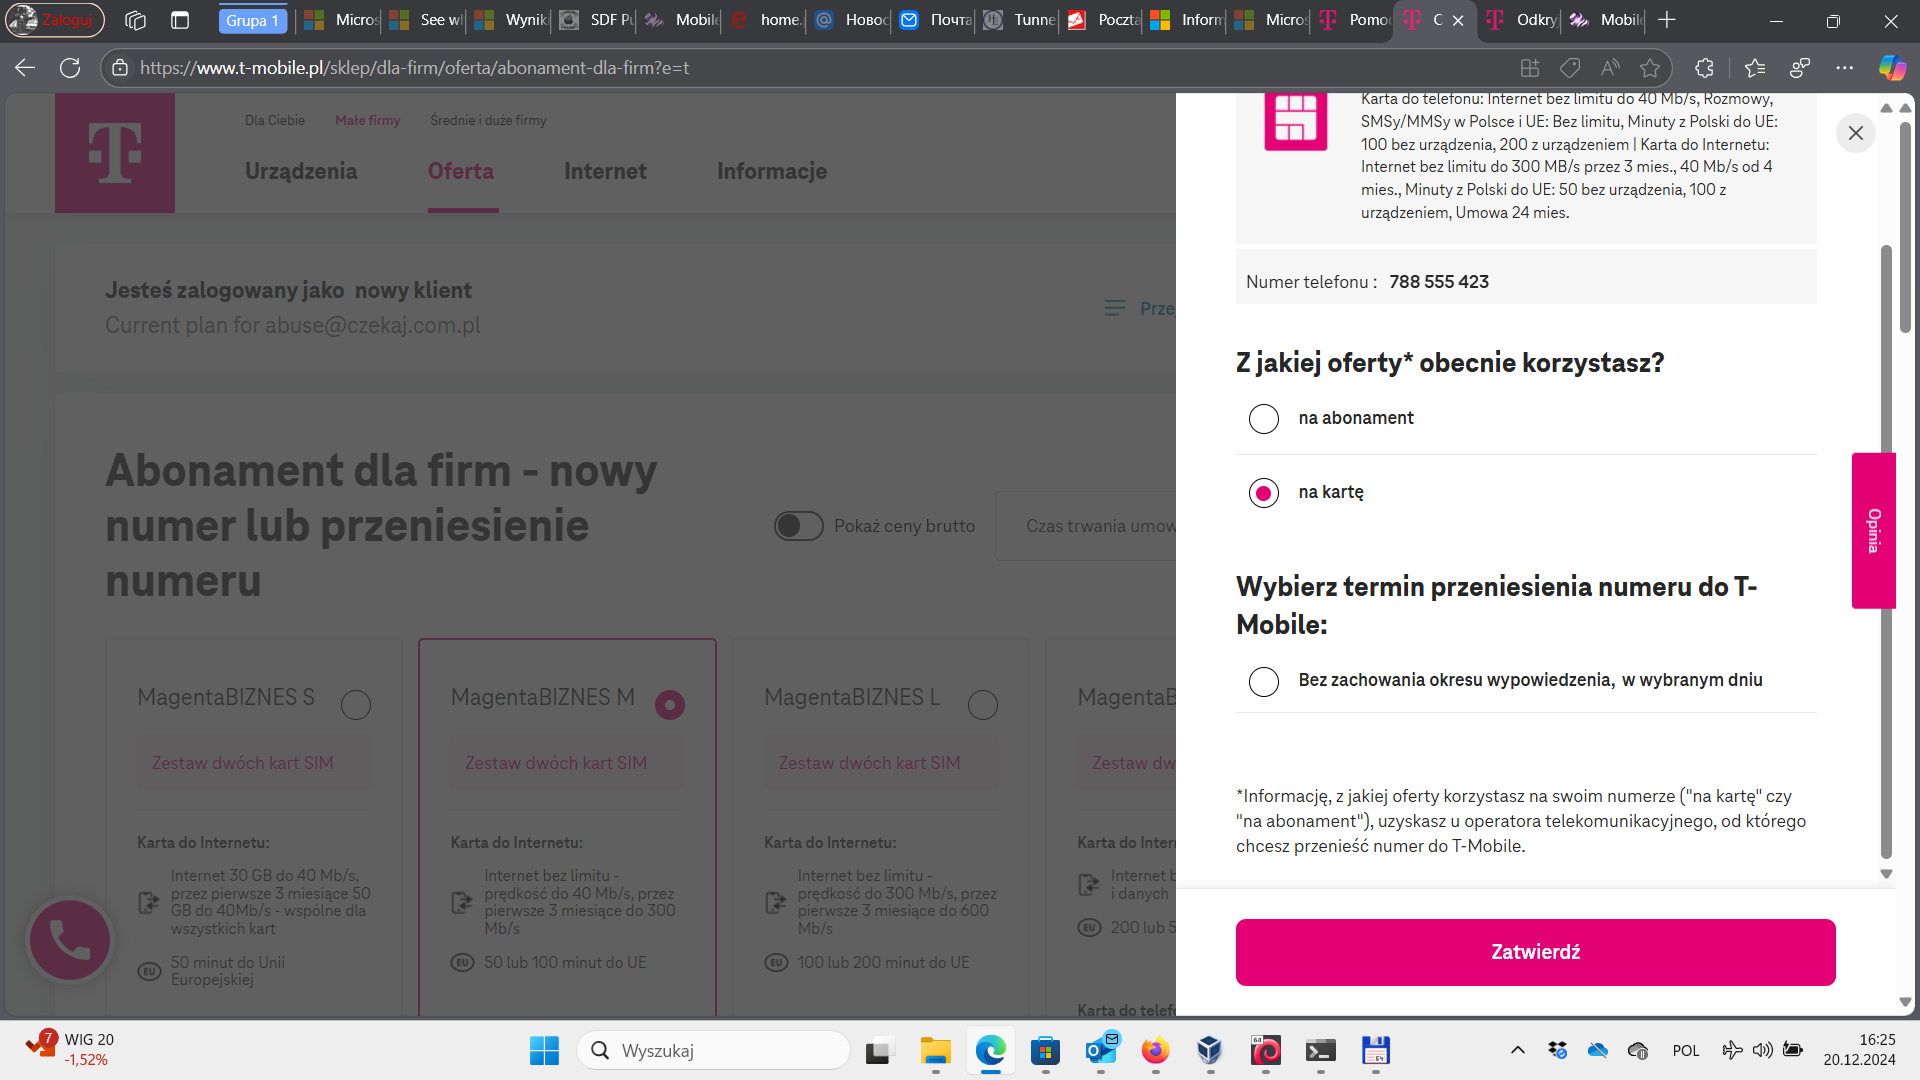 Zaloguj
Grupa 1
Micros
See wl
Wynik
SDF Pu
Mobile
home.
Новос
Почта
Tunne
Poczta
Inform
Micros
Pomo
C
Odkry
Mobile
https://www.t-mobile.pl/sklep/dla-firm/oferta/abonament-dla-firm?e=t
Dla Ciebie
Małe firmy
Średnie i duże firmy
Urządzenia
Oferta
Internet
Informacje
Jesteś zalogowany jako nowy klient
Current plan for abuse@czekaj.com.pl
Prze
Abonament dla firm - nowy
numer lub przeniesienie
numeru
Pokaż ceny brutto
Czas trwania umow
MagentaBIZNES S
Zestaw dwóch kart SIM
Karta do Internetu:
Internet 30 GB do 40 Mb/s,
przez pierwsze 3 miesiące 50
GB do 40Mb/s - wspólne dla
wszystkich kart
EU
50 minut do Unii
Europejskiej
MagentaBIZNES M
Zestaw dwóch kart SIM
Karta do Internetu:
Internet bez limitu -
prędkość do 40 Mb/s, przez
pierwsze 3 miesiące do 300
Mb/s
EU
50 lub 100 minut do UE
MagentaBIZNES L
Zestaw dwóch kart SIM
Karta do Internetu:
Internet bez limitu -
prędkość do 300 Mb/s, przez
pierwsze 3 miesiące do 600
Mb/s
EU
100 lub 200 minut do UE
MagentaB
Zestaw dw
Karta do Inter
Internet b
i danych
EU
200 lub 5
Karta do telef
Karta do telefonu: Internet bez limitu do 40 Mb/s, Rozmowy,
SMSy/MMSy w Polsce i UE: Bez limitu, Minuty z Polski do UE:
100 bez urządzenia, 200 z urządzeniem | Karta do Internetu:
Internet bez limitu do 300 MB/s przez 3 mies., 40 Mb/s od 4
mies., Minuty z Polski do UE: 50 bez urządzenia, 100 z
urządzeniem, Umowa 24 mies.
Numer telefonu : 788 555 423
Z jakiej oferty* obecnie korzystasz?
na abonament
na kartę
Wybierz termin przeniesienia numeru do T-
Mobile:
Bez zachowania okresu wypowiedzenia, w wybranym dniu
*Informację, z jakiej oferty korzystasz na swoim numerze ("na kartę" czy
"na abonament"), uzyskasz u operatora telekomunikacyjnego, od którego
chcesz przenieść numer do T-Mobile.
Zatwierdź
Opinia
7
WIG 20
-1,52%
Wyszukaj
64
64
POL
16:25
20.12.2024